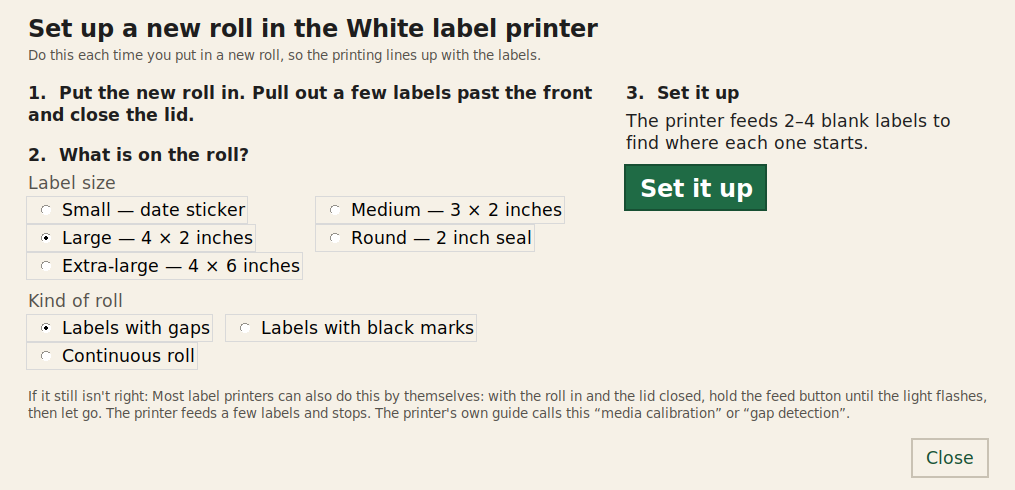 Set up a new roll in the White label printer
Do this each time you put in a new roll, so the printing lines up with the labels.
1. Put the new roll in. Pull out a few labels past the front
and close the lid.
2. What is on the roll?
Label size
Small — date sticker
Medium — 3 × 2 inches
Large — 4 × 2 inches
Round — 2 inch seal
Extra-large — 4 × 6 inches
Kind of roll
Labels with gaps
Labels with black marks
Continuous roll
3. Set it up
The printer feeds 2–4 blank labels to
find where each one starts.
Set it up
If it still isn't right: Most label printers can also do this by themselves: with the roll in and the lid closed, hold the feed button until the light flashes,
then let go. The printer feeds a few labels and stops. The printer's own guide calls this “media calibration” or “gap detection”.
Close